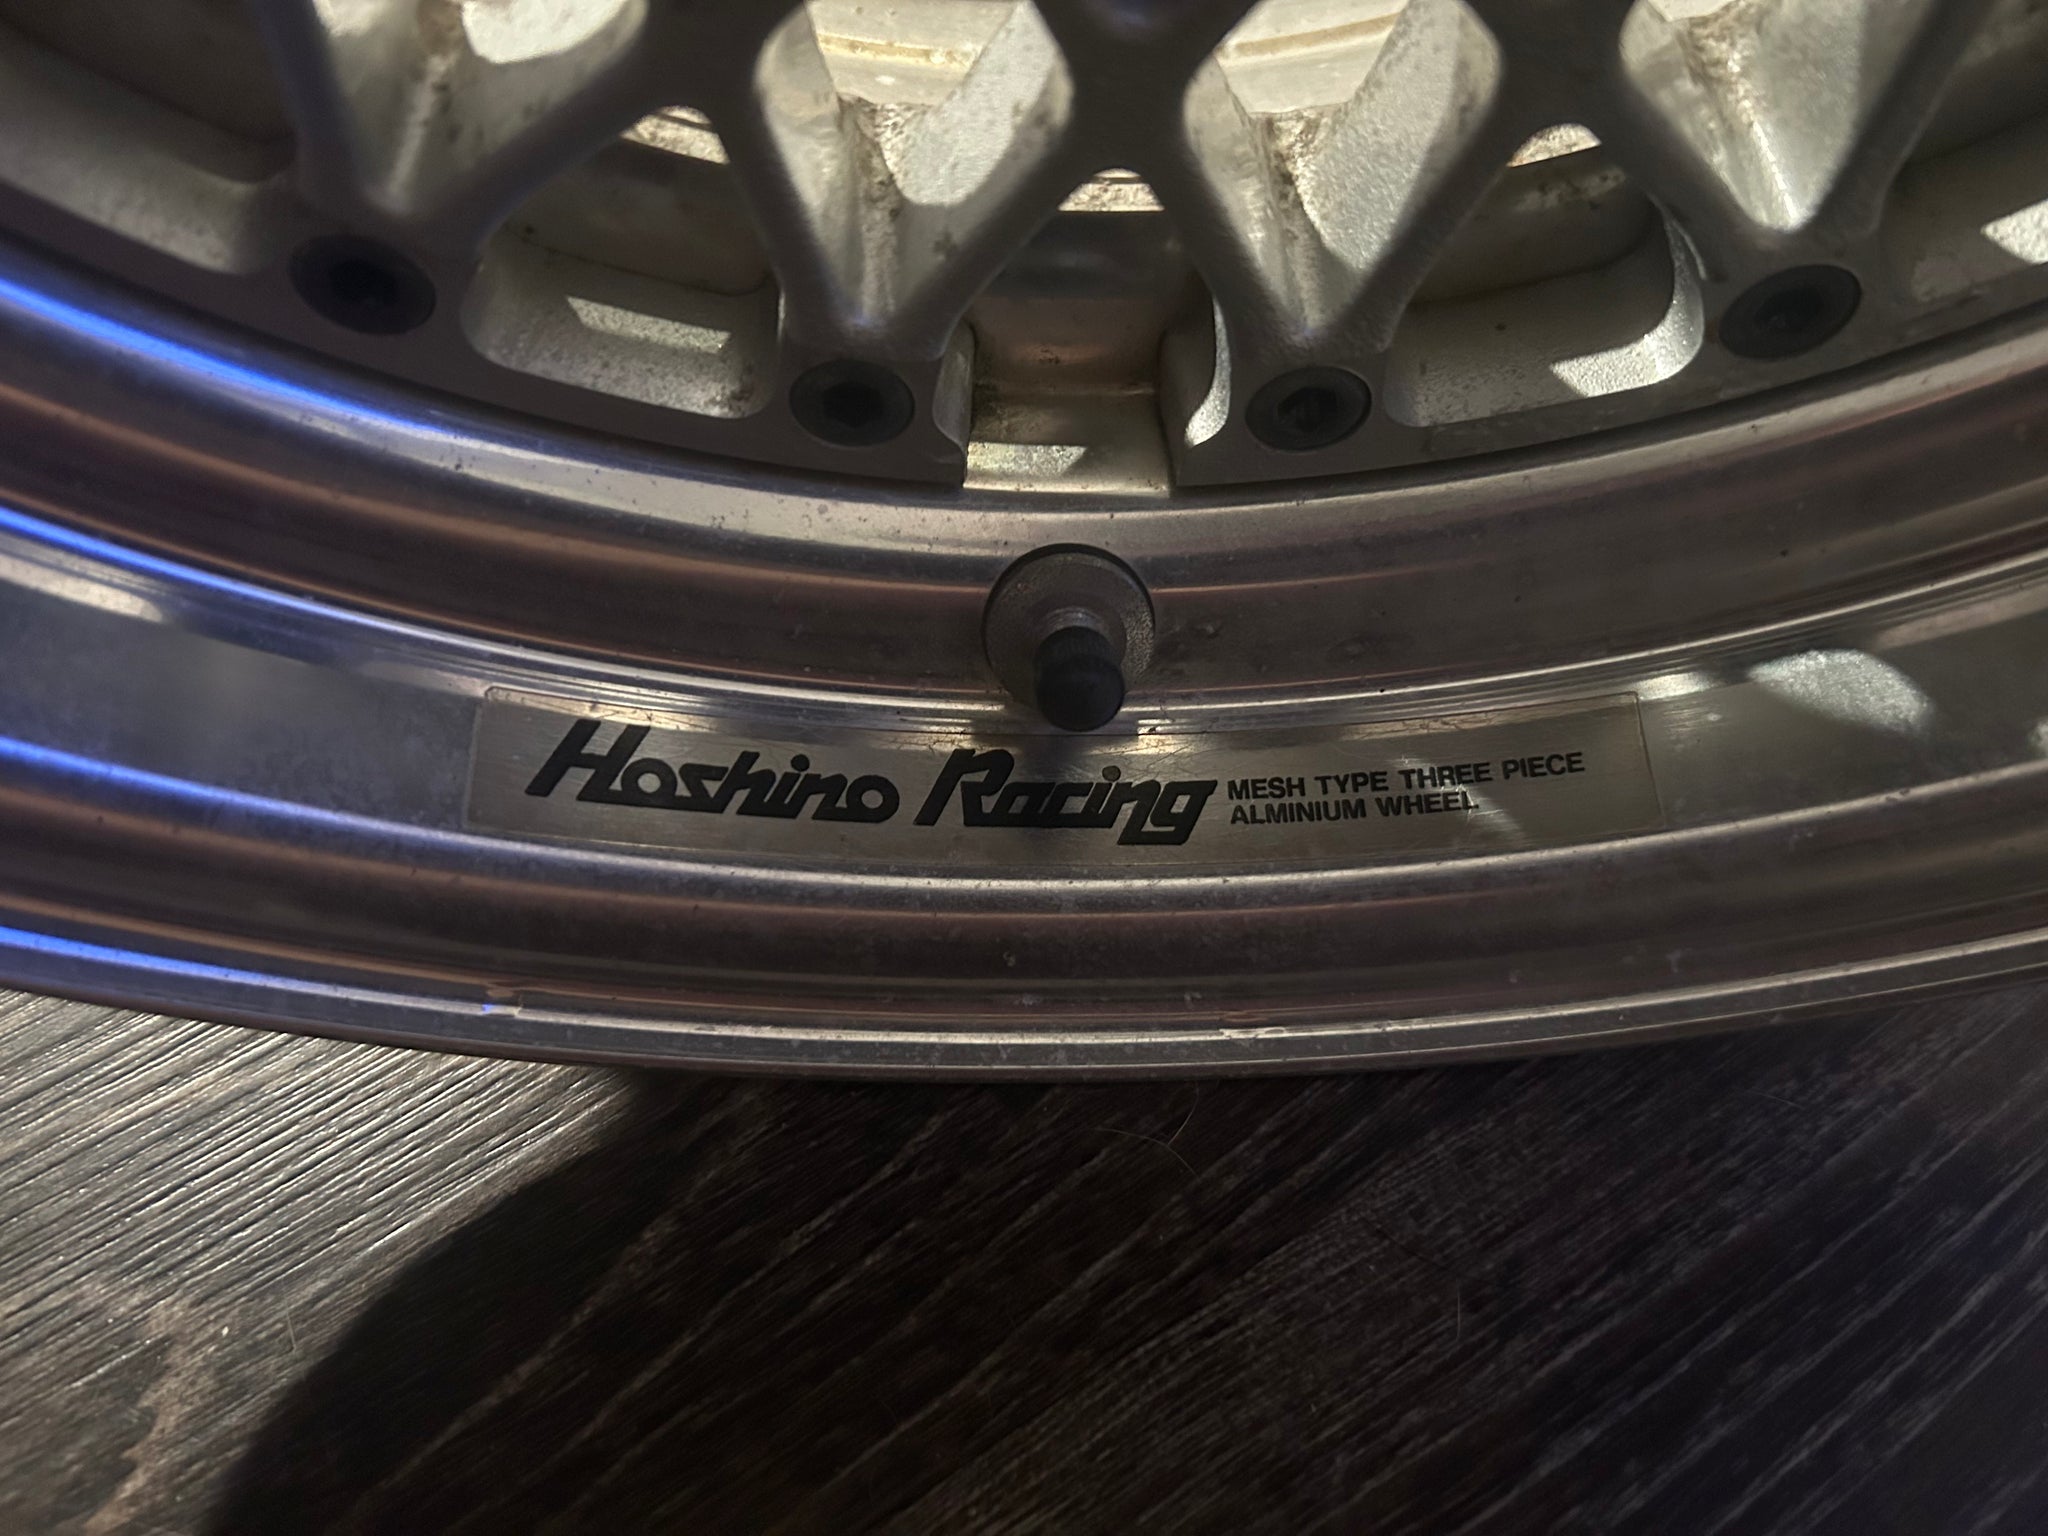 Hoshino Racing
MESH TYPE THREE PIECE
ALMINIUM WHEEL